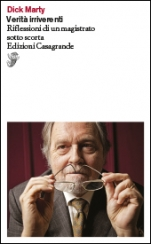 Dick Marty
Verità irriverenti
Riflessioni di un magistrato
sotto scorta
Edizioni Casagrande